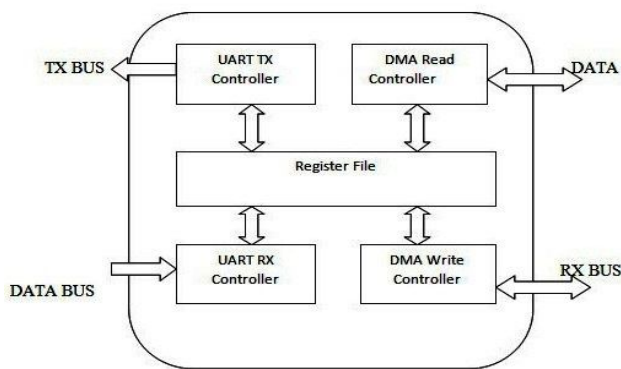 TX BUS
UART TX
Controller
DMA Read
Controller
DATA
Register File
UART RX
Controller
DMA Write
Controller
DATA BUS
RX BUS